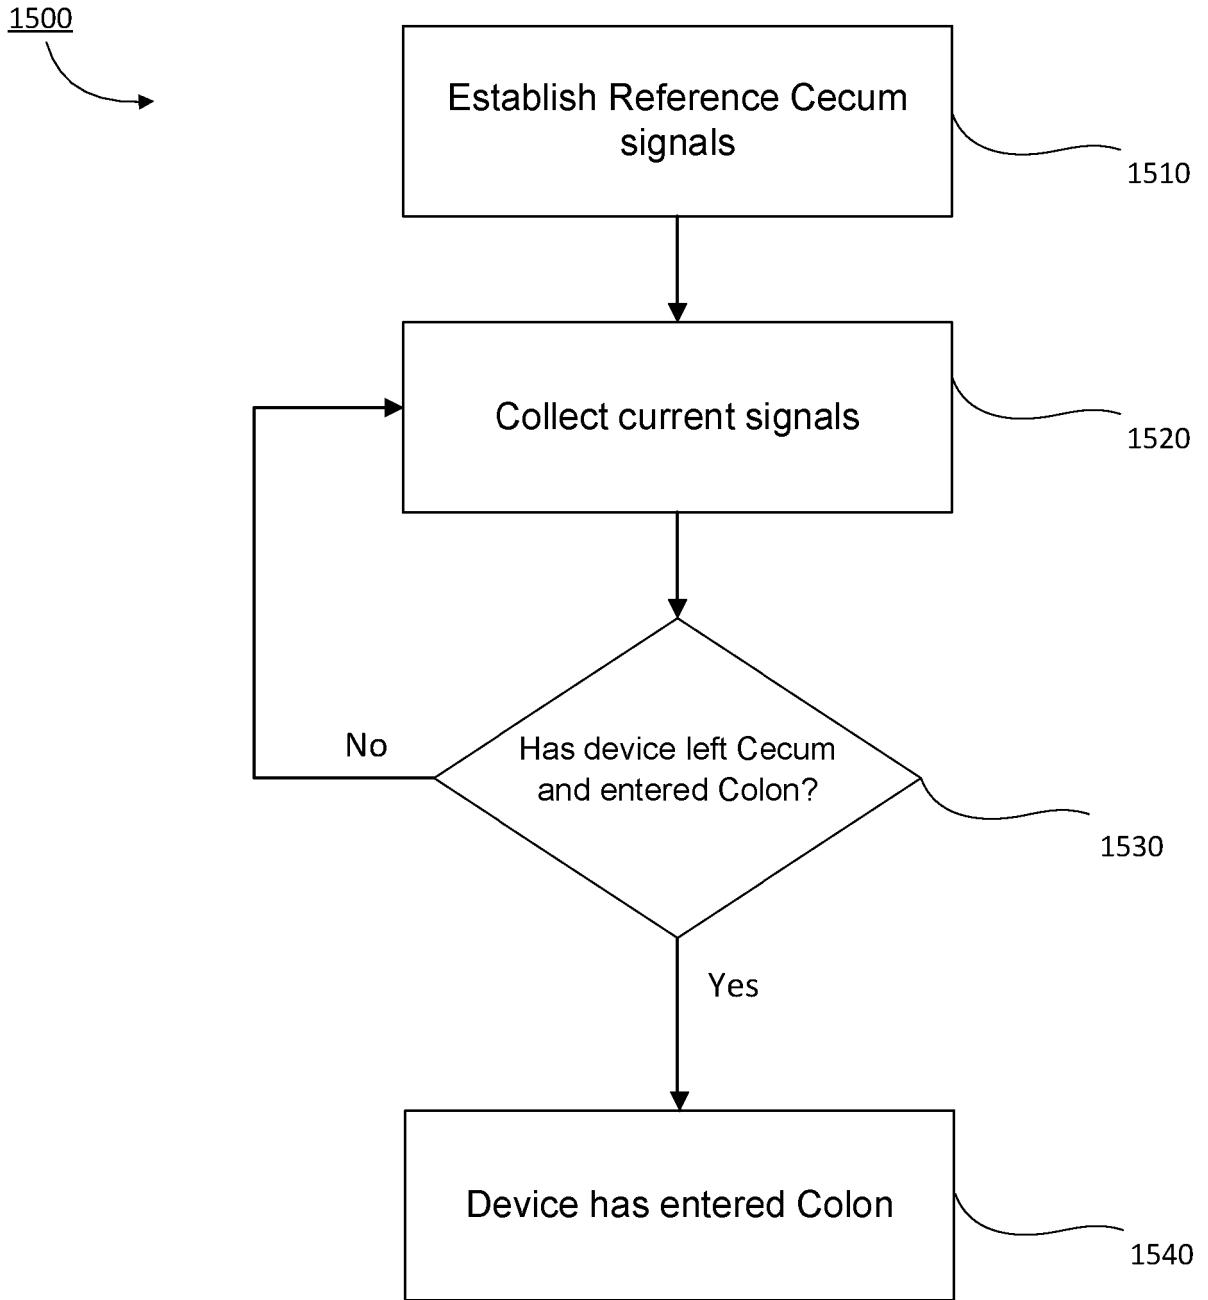 1500
Establish Reference Cecum
signals
1510
Collect current signals
1520
No
Has device left Cecum
and entered Colon?
1530
Yes
Device has entered Colon
1540